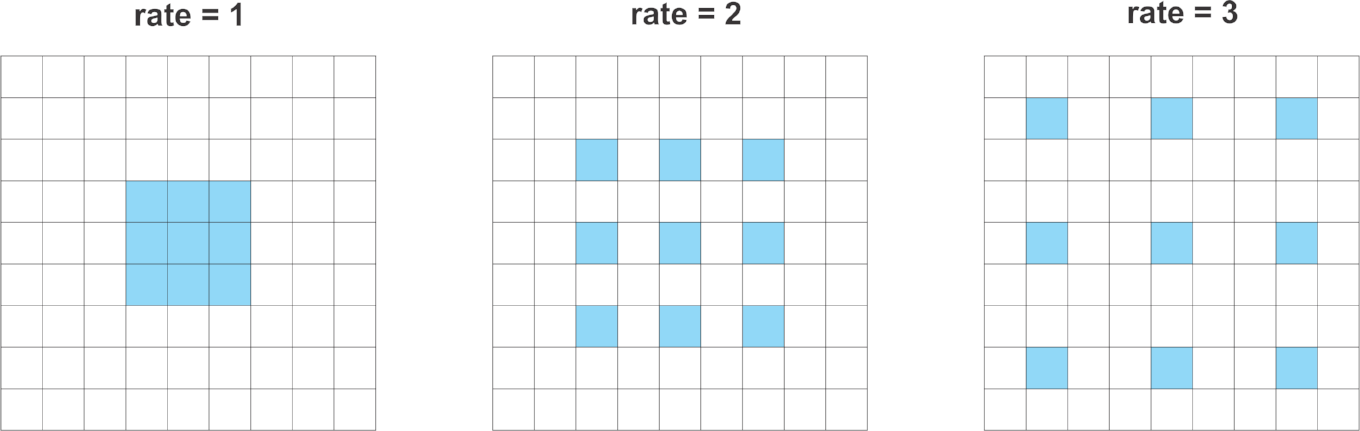 rate = 1
rate = 2
rate = 3